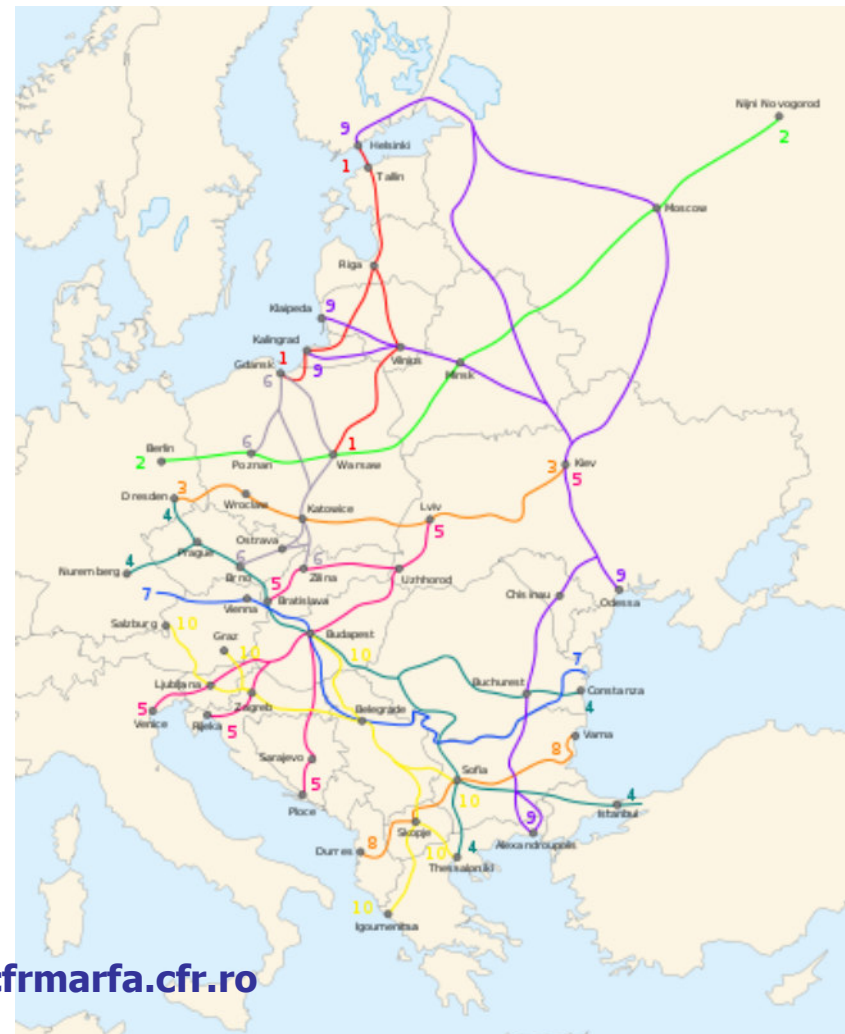 Nijni Novogorod
2
9
Helsinki
1
Tallin
Moscow
Riga
Klaipeda
9
Kalingrad
1
Vilnius
Gdansk
9
Minsk
6
Berlin
2
6
Poznan
1
Warsaw
3
Kiev
5
Dresden
3
Wroclaw
4
Katowice
Lviv
5
Prague
Ostrava
4
Nuremberg
6
Brno
6
Zilina
Uzhhorod
5
7
Vienna
Bratislava
Chisinau
9
Odessa
Salzburg
10
Graz
10
Budapest
10
7
Ljubljana
Buchurest
Constanza
4
5
Venice
Rijeka
5
Zagreb
Belegrade
8
Varna
Sarajevo
5
Ploce
Sofia
10
4
Istanbul
9
Alexandroupolis
Skopje
8
Durres
10
4
Thessalaniki
10
Igoumenitsa
cfrmarfa.cfr.ro